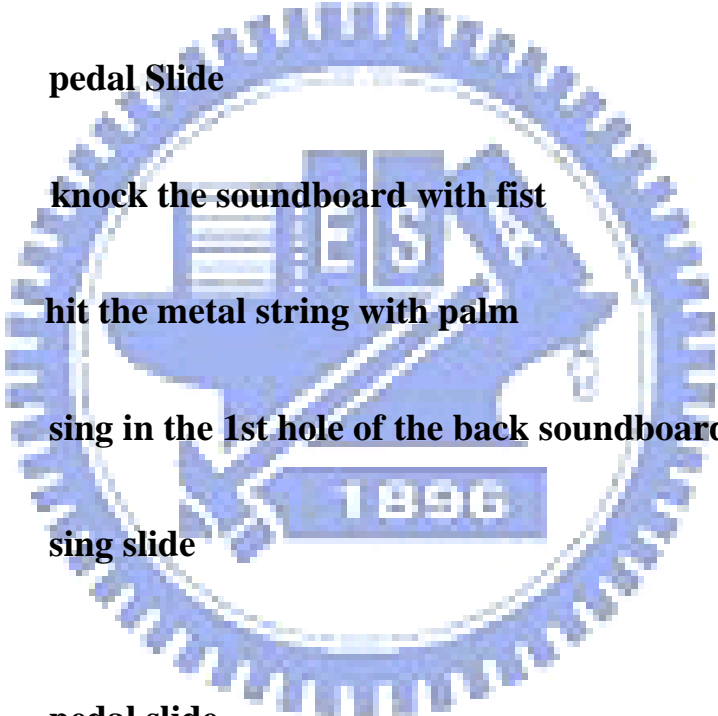 pedal Slide
knock the soundboard with fist
E S A
hit the metal string with palm
sing in the 1st hole of the back soundboard
1896
sing slide
pedal slide